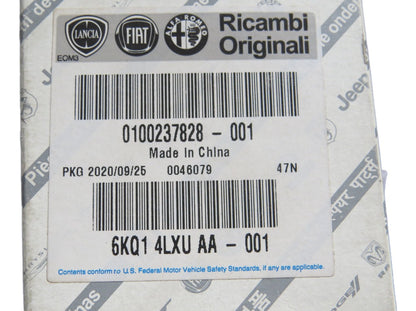 LANCIA FIAT ALFA ROMEO Ricambi
Originali
EOM3
0100237828 - 001
Made In China
PKG 2020/09/25 0046079 47N
6KQ1 4LXU AA - 001
Contents conform to U.S. Federal Motor Vehicle Safety Standards, if any are applicable.
Jeep